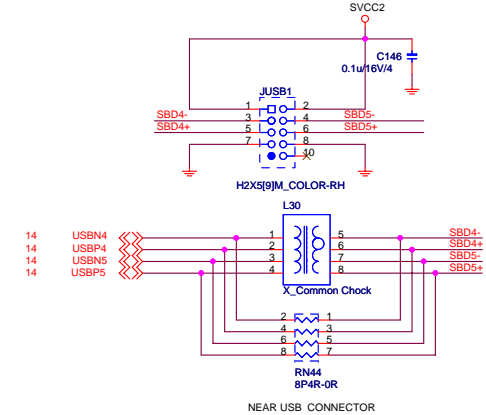 SVCC2
C146
0.1u/16V/4
JUSB1
1 2
SBD4- 3 4 SBD5-
SBD4+ 5 6 SBD5+
7 8
10
H2X5[9]M_COLOR-RH
L30
14 USBN4 1 5 SBD4-
14 USBP4 2 6 SBD4+
14 USBN5 3 7 SBD5-
14 USBP5 4 8 SBD5+
X_Common Chock
2 1
4 3
6 5
8 7
RN44
8P4R-0R
NEAR USB CONNECTOR